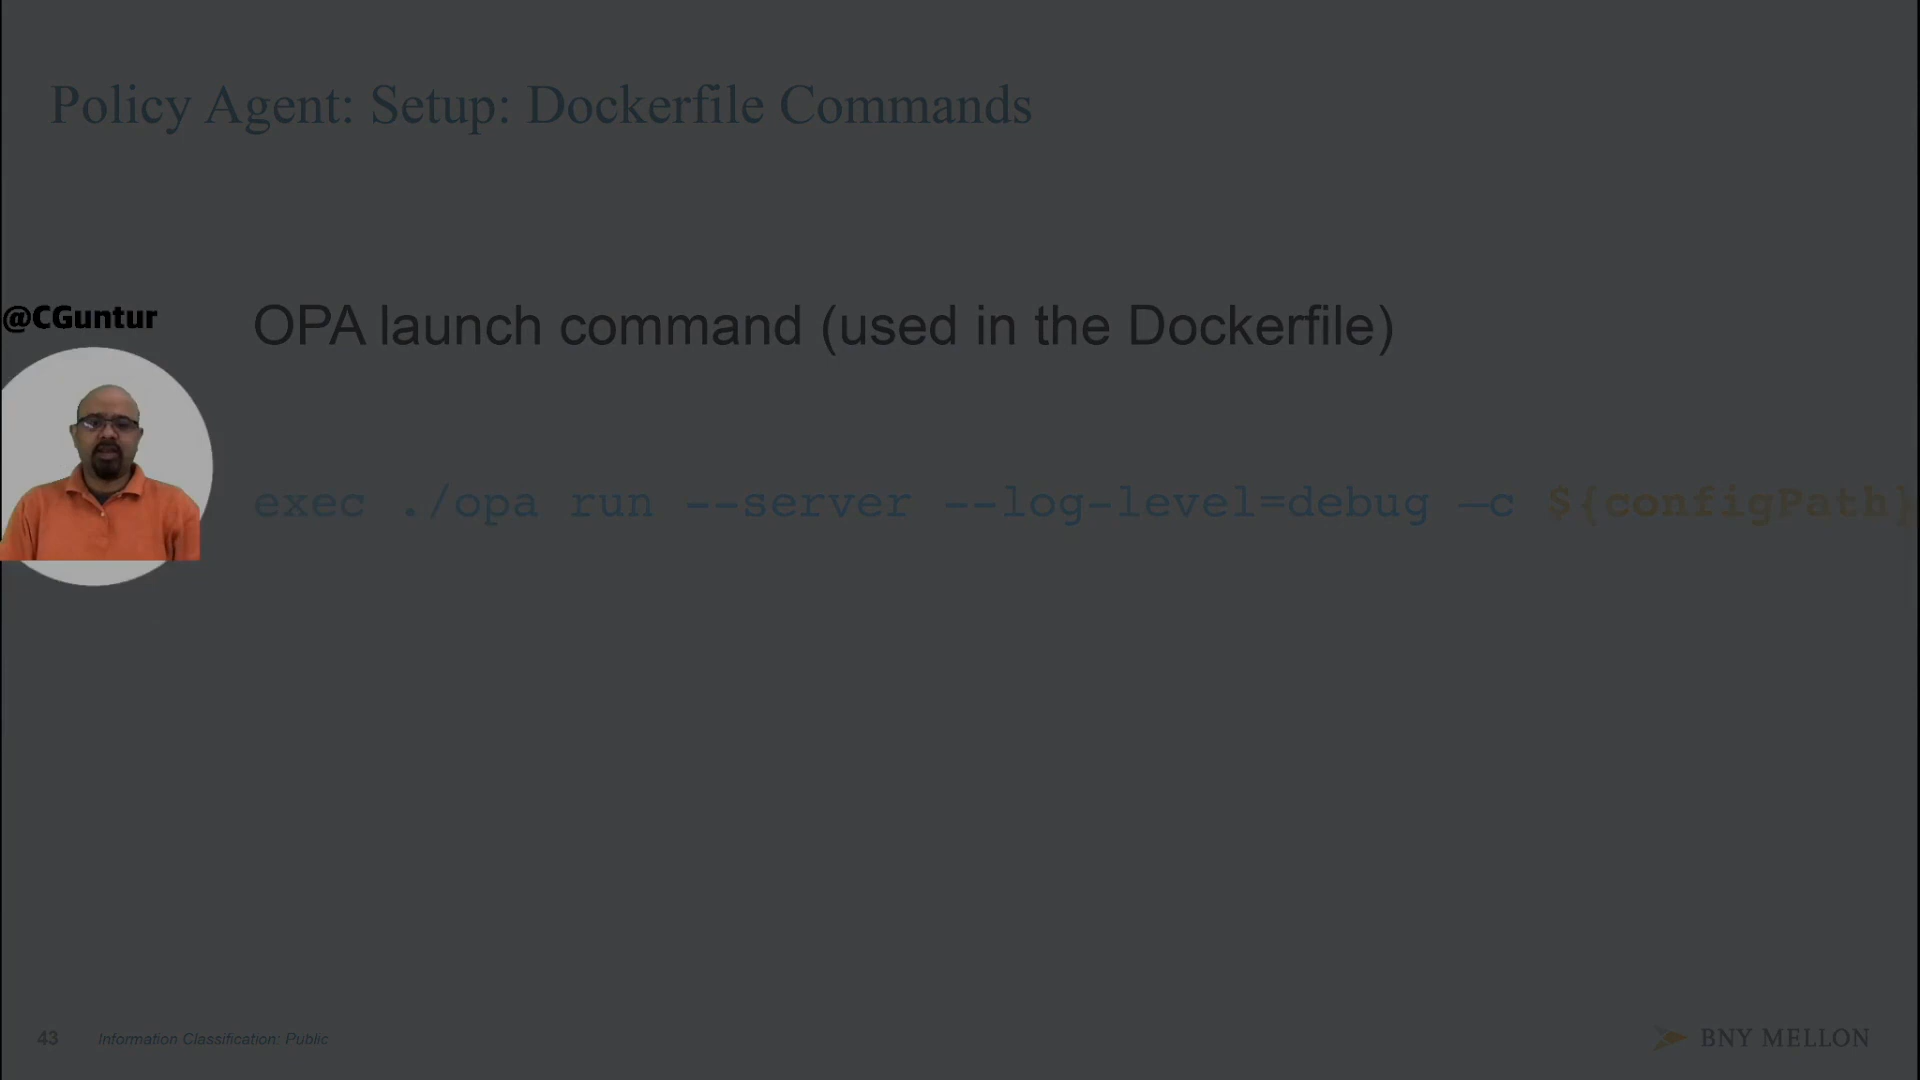 Policy Agent: Setup: Dockerfile Commands
@CGuntur
OPA launch command (used in the Dockerfile)
exec ./opa run --server --log-level=debug –c ${configPath}
43 Information Classification: Public
BNY MELLON